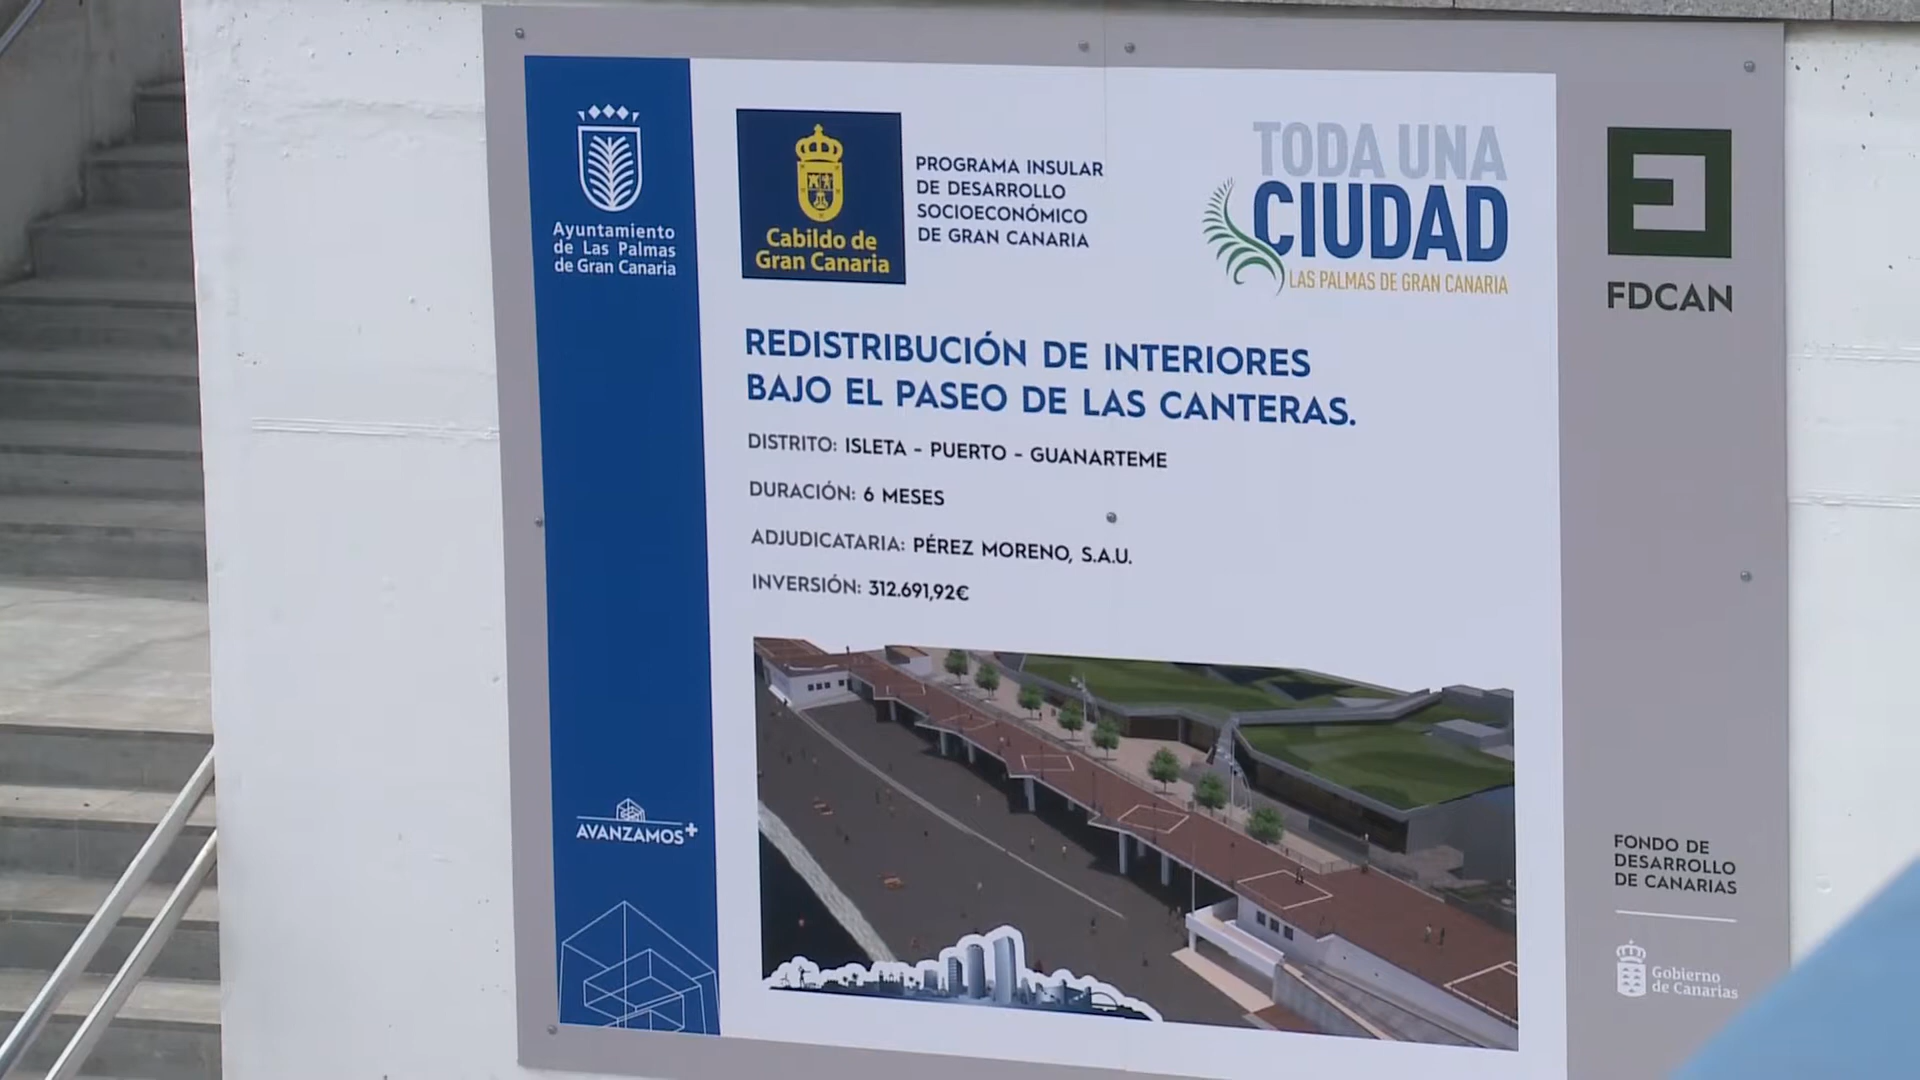 Ayuntamiento
de Las Palmas
de Gran Canaria
Cabildo de
Gran Canaria
PROGRAMA INSULAR
DE DESARROLLO
SOCIOECONÓMICO
DE GRAN CANARIA
TODA UNA
CIUDAD
LAS PALMAS DE GRAN CANARIA
FDCAN
REDISTRIBUCIÓN DE INTERIORES
BAJO EL PASEO DE LAS CANTERAS.
DISTRITO: ISLETA - PUERTO - GUANARTEME
DURACIÓN: 6 MESES
ADJUDICATARIA: PÉREZ MORENO, S.A.U.
INVERSIÓN: 312.691,92€
AVANZAMOS+
FONDO DE
DESARROLLO
DE CANARIAS
Gobierno
de Canarias